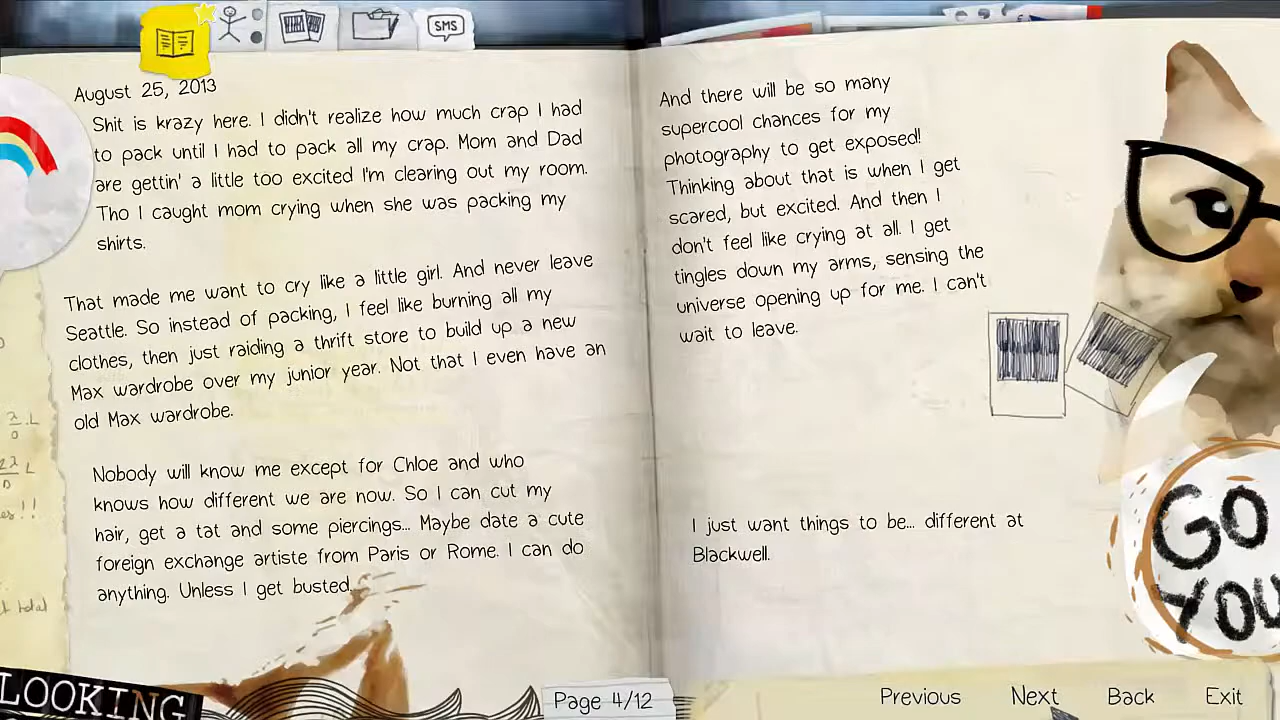 SMS
August 25, 2013
Shit is krazy here. I didn't realize how much crap I had
to pack until I had to pack all my crap. Mom and Dad
are gettin' a little too excited I'm clearing out my room.
Tho I caught mom crying when she was packing my
shirts.
That made me want to cry like a little girl. And never leave
Seattle. So instead of packing, I feel like burning all my
clothes, then just raiding a thrift store to build up a new
Max wardrobe over my junior year. Not that I even have an
old Max wardrobe.
Nobody will know me except for Chloe and who
knows how different we are now. So I can cut my
hair, get a tat and some piercings... Maybe date a cute
foreign exchange artiste from Paris or Rome. I can do
anything. Unless I get busted.
And there will be so many
supercool chances for my
photography to get exposed!
Thinking about that is when I get
scared, but excited. And then I
don't feel like crying at all. I get
tingles down my arms, sensing the
universe opening up for me. I can't
wait to leave.
I just want things to be... different at
Blackwell.
GO
YOU
LOOKING
Page 4/12
Previous
Next
Back
Exit